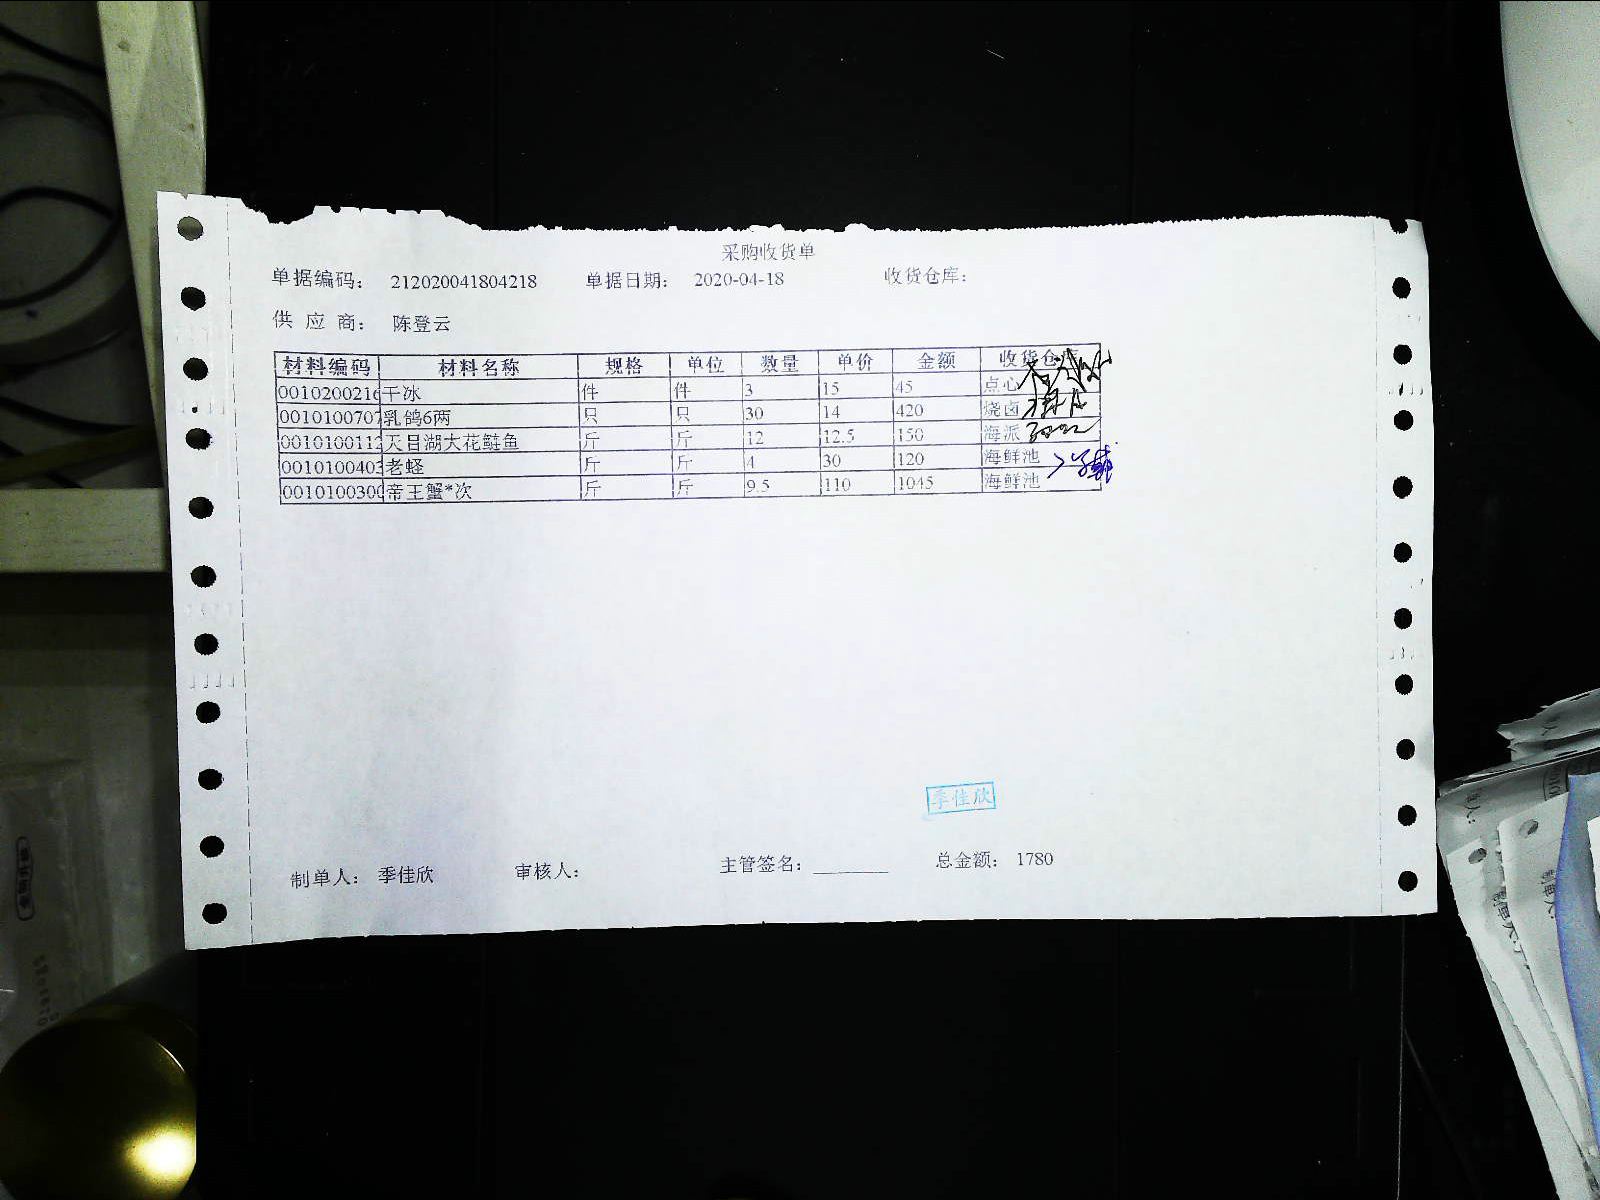 采购收货单
单据编码： 212020041804218 单据日期： 2020-04-18 收货仓库：
供 应 商： 陈登云
材料编码 材料名称 规格 单位 数量 单价 金额 收货仓库
0010200216 干冰 件 件 3 15 45 点心
0010100707 乳鸽6两 只 只 30 14 420 烧卤
0010100112 天目湖大花鲢鱼 斤 斤 12 12.5 150 海派
0010100403 老蛏 斤 斤 4 30 120 海鲜池
0010100300 帝王蟹*次 斤 斤 9.5 110 1045 海鲜池
季佳欣
制单人： 季佳欣 审核人： 主管签名： 总金额： 1780